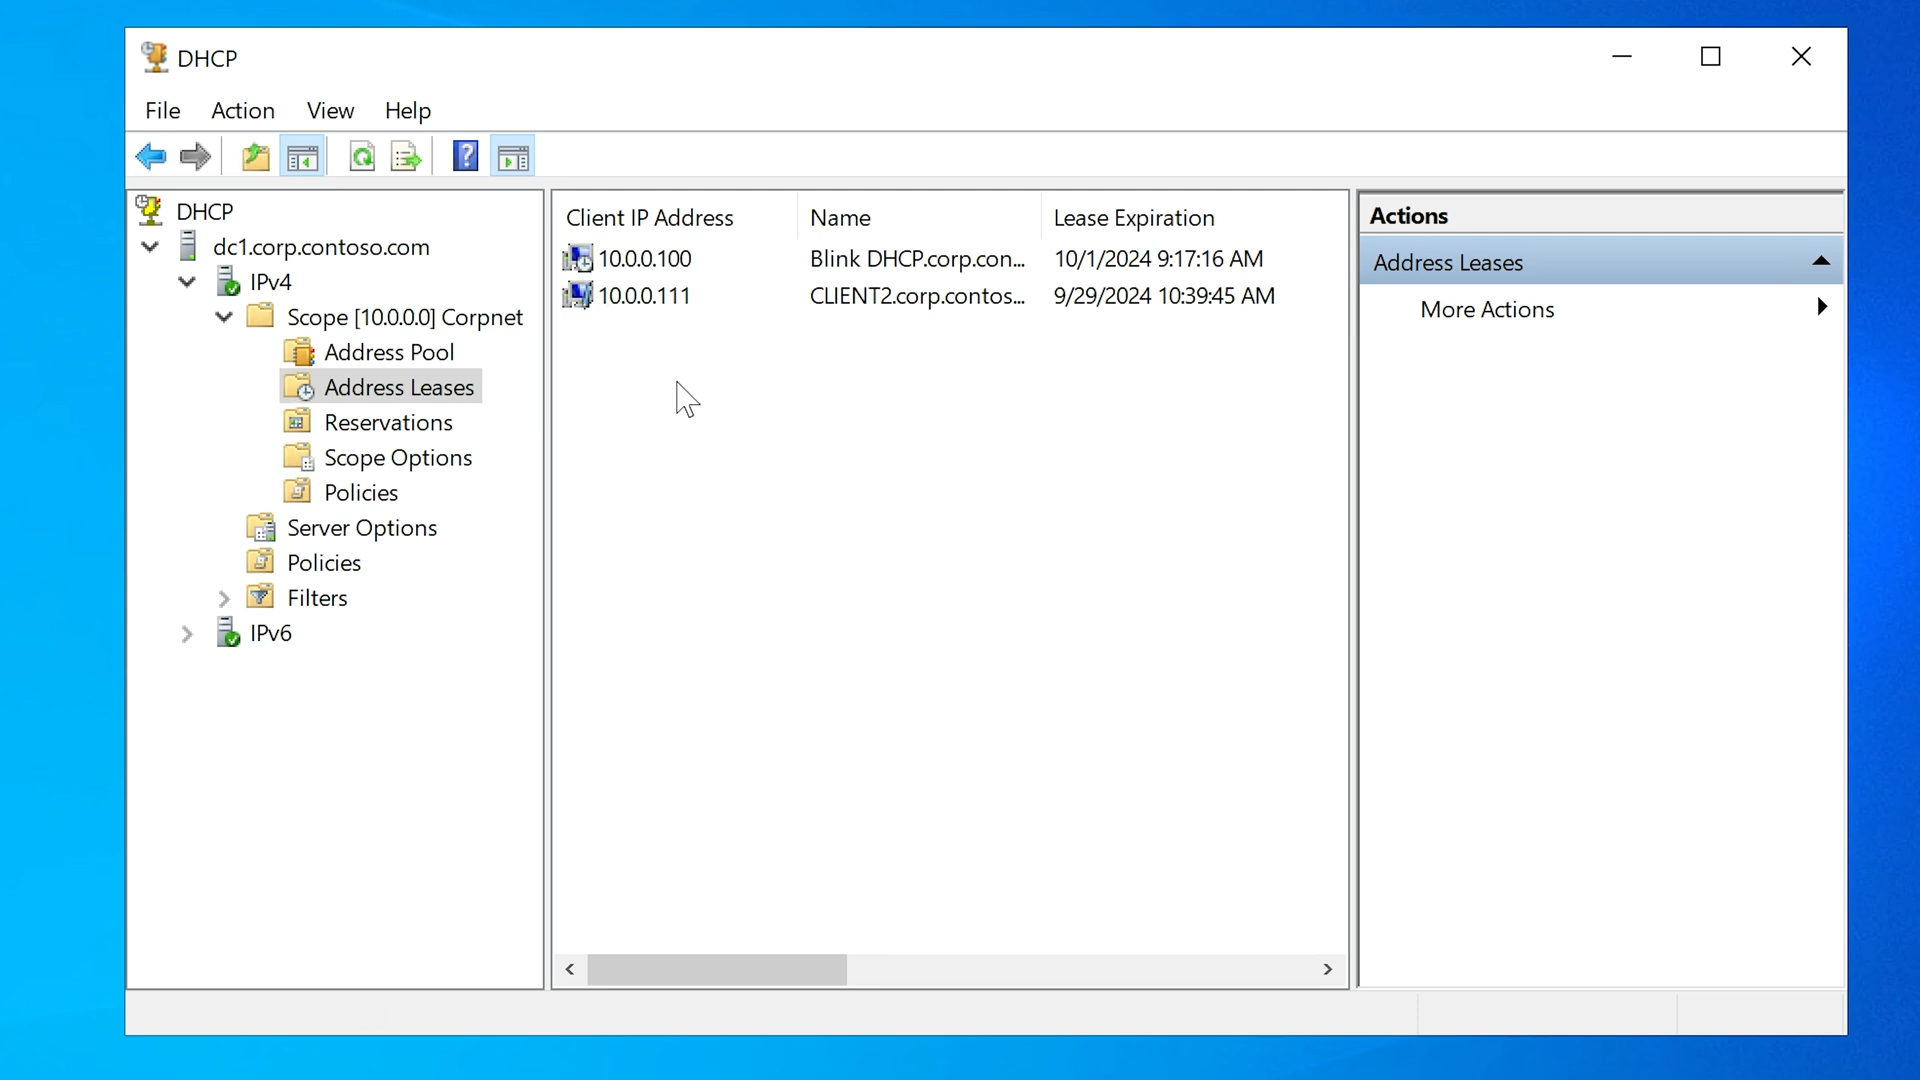 DHCP
File Action View Help
DHCP
dc1.corp.contoso.com
IPv4
Scope [10.0.0.0] Corpnet
Address Pool
Address Leases
Reservations
Scope Options
Policies
Server Options
Policies
Filters
IPv6
Client IP Address Name Lease Expiration
10.0.0.100 Blink DHCP.corp.con... 10/1/2024 9:17:16 AM
10.0.0.111 CLIENT2.corp.contos... 9/29/2024 10:39:45 AM
Actions
Address Leases
More Actions